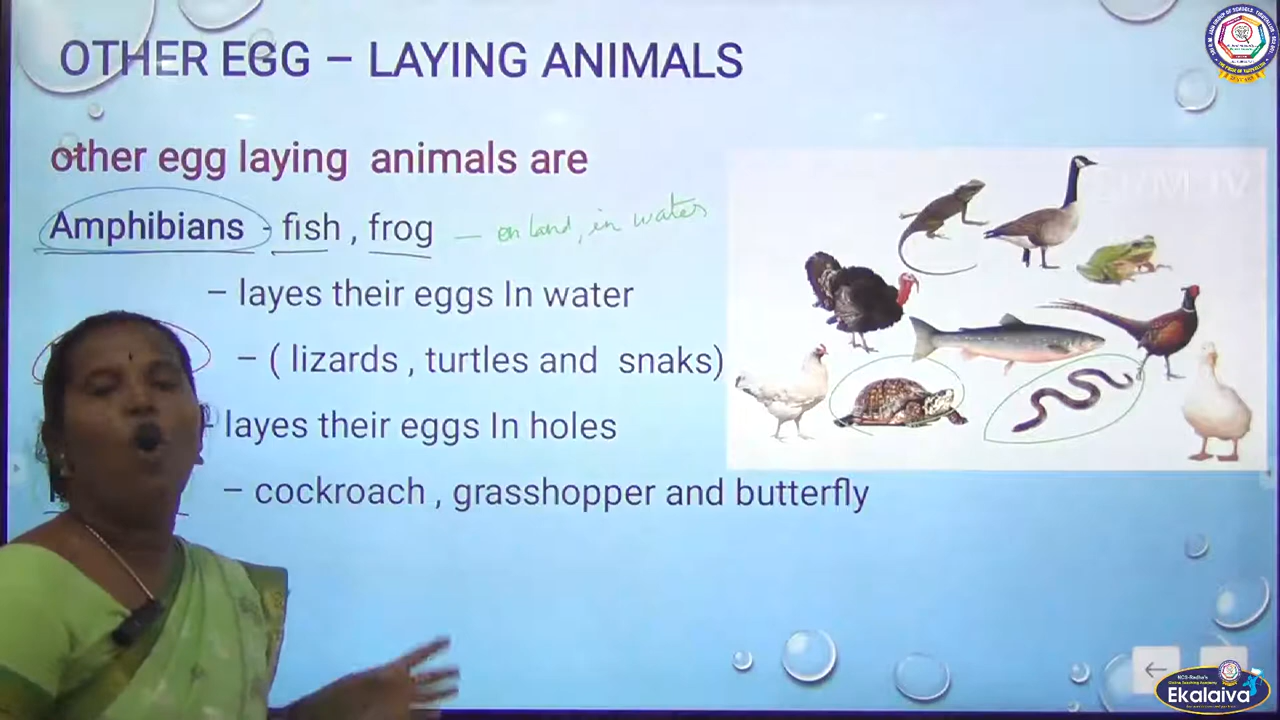 OTHER EGG – LAYING ANIMALS
other egg laying animals are
Amphibians - fish , frog — on land, in water
– layes their eggs In water
– ( lizards , turtles and snaks)
- layes their eggs In holes
– cockroach , grasshopper and butterfly
Ekalaiva